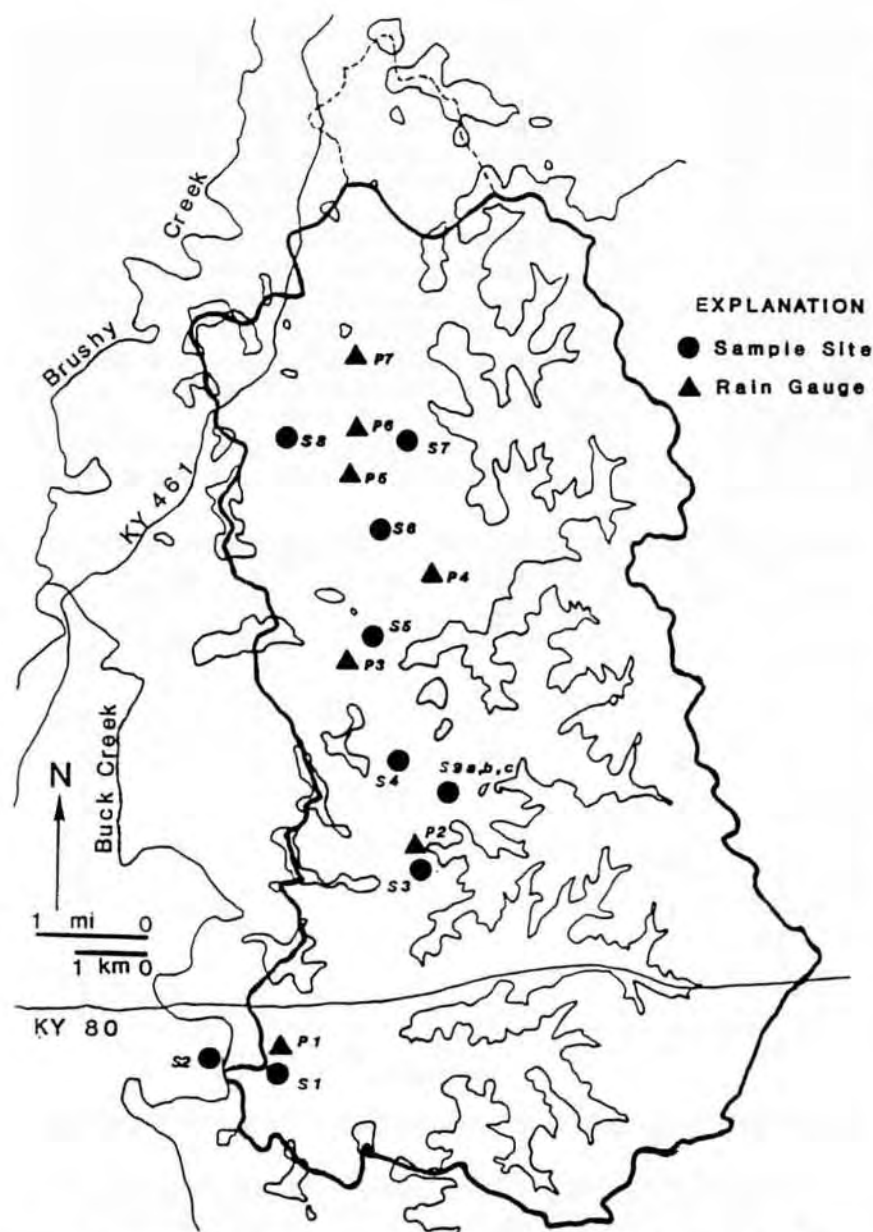 Creek
Brushy
EXPLANATION
Sample Site
Rain Gauge
P7
P6
S8
S7
P5
KY 461
S6
P4
S5
P3
Buck Creek
N
S4
S9a,b,c
P2
S3
1 mi 0
1 km 0
KY 80
P1
S2
S1